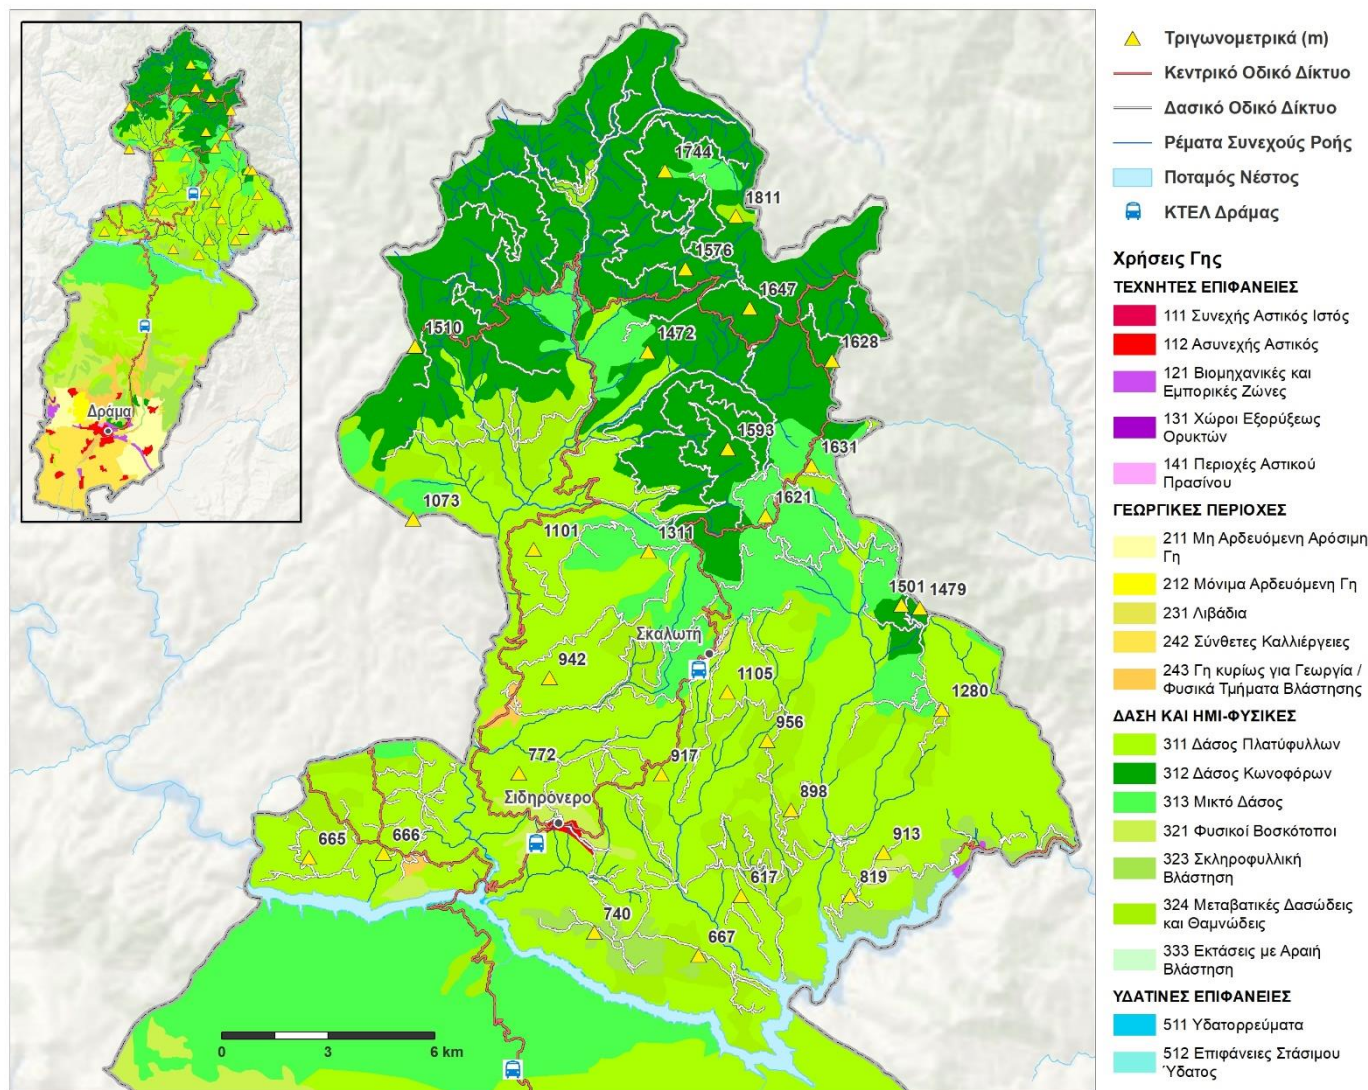 Δράμα
1744
1811
1576
1647
1510
1472
1628
1593
1631
1073
1621
1101
1311
1501
1479
Σκαλωτή
942
1105
1280
956
772
917
Σιδηρόνερο
898
665
666
913
617
819
740
667
0 3 6 km
Τριγωνομετρικά (m)
Κεντρικό Οδικό Δίκτυο
Δασικό Οδικό Δίκτυο
Ρέματα Συνεχούς Ροής
Ποταμός Νέστος
ΚΤΕΛ Δράμας
Χρήσεις Γης
ΤΕΧΝΗΤΕΣ ΕΠΙΦΑΝΕΙΕΣ
111 Συνεχής Αστικός Ιστός
112 Ασυνεχής Αστικός
121 Βιομηχανικές και
Εμπορικές Ζώνες
131 Χώροι Εξορύξεως
Ορυκτών
141 Περιοχές Αστικού
Πρασίνου
ΓΕΩΡΓΙΚΕΣ ΠΕΡΙΟΧΕΣ
211 Μη Αρδευόμενη Αρόσιμη
Γη
212 Μόνιμα Αρδευόμενη Γη
231 Λιβάδια
242 Σύνθετες Καλλιέργειες
243 Γη κυρίως για Γεωργία /
Φυσικά Τμήματα Βλάστησης
ΔΑΣΗ ΚΑΙ ΗΜΙ-ΦΥΣΙΚΕΣ
311 Δάσος Πλατύφυλλων
312 Δάσος Κωνοφόρων
313 Μικτό Δάσος
321 Φυσικοί Βοσκότοποι
323 Σκληροφυλλική
Βλάστηση
324 Μεταβατικές Δασώδεις
και Θαμνώδεις
333 Εκτάσεις με Αραιή
Βλάστηση
ΥΔΑΤΙΝΕΣ ΕΠΙΦΑΝΕΙΕΣ
511 Υδατορρεύματα
512 Επιφάνειες Στάσιμου
Ύδατος